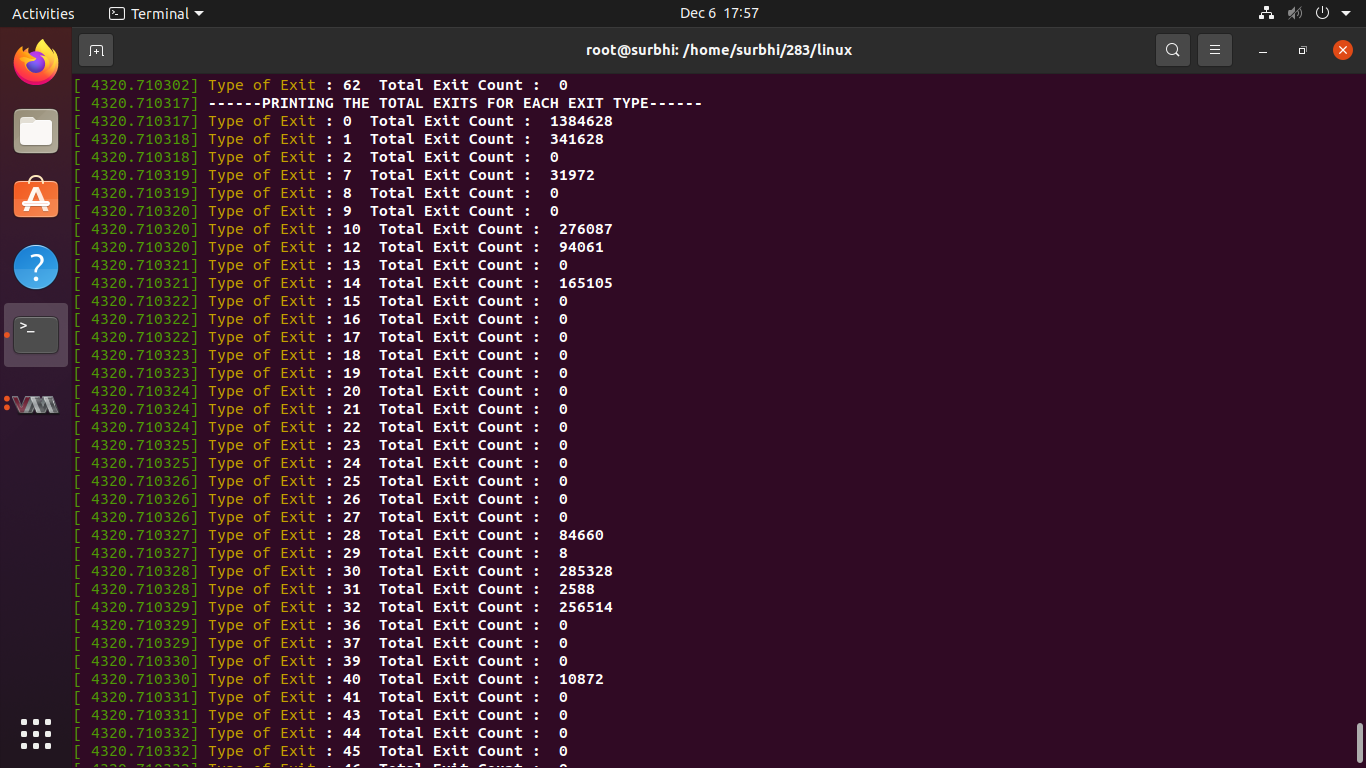 Activities Terminal Dec 6 17:57
root@surbhi: /home/surbhi/283/linux
[ 4320.710302] Type of Exit : 62  Total Exit Count :  0
[ 4320.710317] ------PRINTING THE TOTAL EXITS FOR EACH EXIT TYPE------
[ 4320.710317] Type of Exit : 0  Total Exit Count :  1384628
[ 4320.710318] Type of Exit : 1  Total Exit Count :  341628
[ 4320.710318] Type of Exit : 2  Total Exit Count :  0
[ 4320.710319] Type of Exit : 7  Total Exit Count :  31972
[ 4320.710319] Type of Exit : 8  Total Exit Count :  0
[ 4320.710320] Type of Exit : 9  Total Exit Count :  0
[ 4320.710320] Type of Exit : 10  Total Exit Count :  276087
[ 4320.710320] Type of Exit : 12  Total Exit Count :  94061
[ 4320.710321] Type of Exit : 13  Total Exit Count :  0
[ 4320.710321] Type of Exit : 14  Total Exit Count :  165105
[ 4320.710322] Type of Exit : 15  Total Exit Count :  0
[ 4320.710322] Type of Exit : 16  Total Exit Count :  0
[ 4320.710322] Type of Exit : 17  Total Exit Count :  0
[ 4320.710323] Type of Exit : 18  Total Exit Count :  0
[ 4320.710323] Type of Exit : 19  Total Exit Count :  0
[ 4320.710324] Type of Exit : 20  Total Exit Count :  0
[ 4320.710324] Type of Exit : 21  Total Exit Count :  0
[ 4320.710324] Type of Exit : 22  Total Exit Count :  0
[ 4320.710325] Type of Exit : 23  Total Exit Count :  0
[ 4320.710325] Type of Exit : 24  Total Exit Count :  0
[ 4320.710326] Type of Exit : 25  Total Exit Count :  0
[ 4320.710326] Type of Exit : 26  Total Exit Count :  0
[ 4320.710326] Type of Exit : 27  Total Exit Count :  0
[ 4320.710327] Type of Exit : 28  Total Exit Count :  84660
[ 4320.710327] Type of Exit : 29  Total Exit Count :  8
[ 4320.710328] Type of Exit : 30  Total Exit Count :  285328
[ 4320.710328] Type of Exit : 31  Total Exit Count :  2588
[ 4320.710329] Type of Exit : 32  Total Exit Count :  256514
[ 4320.710329] Type of Exit : 36  Total Exit Count :  0
[ 4320.710329] Type of Exit : 37  Total Exit Count :  0
[ 4320.710330] Type of Exit : 39  Total Exit Count :  0
[ 4320.710330] Type of Exit : 40  Total Exit Count :  10872
[ 4320.710331] Type of Exit : 41  Total Exit Count :  0
[ 4320.710331] Type of Exit : 43  Total Exit Count :  0
[ 4320.710332] Type of Exit : 44  Total Exit Count :  0
[ 4320.710332] Type of Exit : 45  Total Exit Count :  0